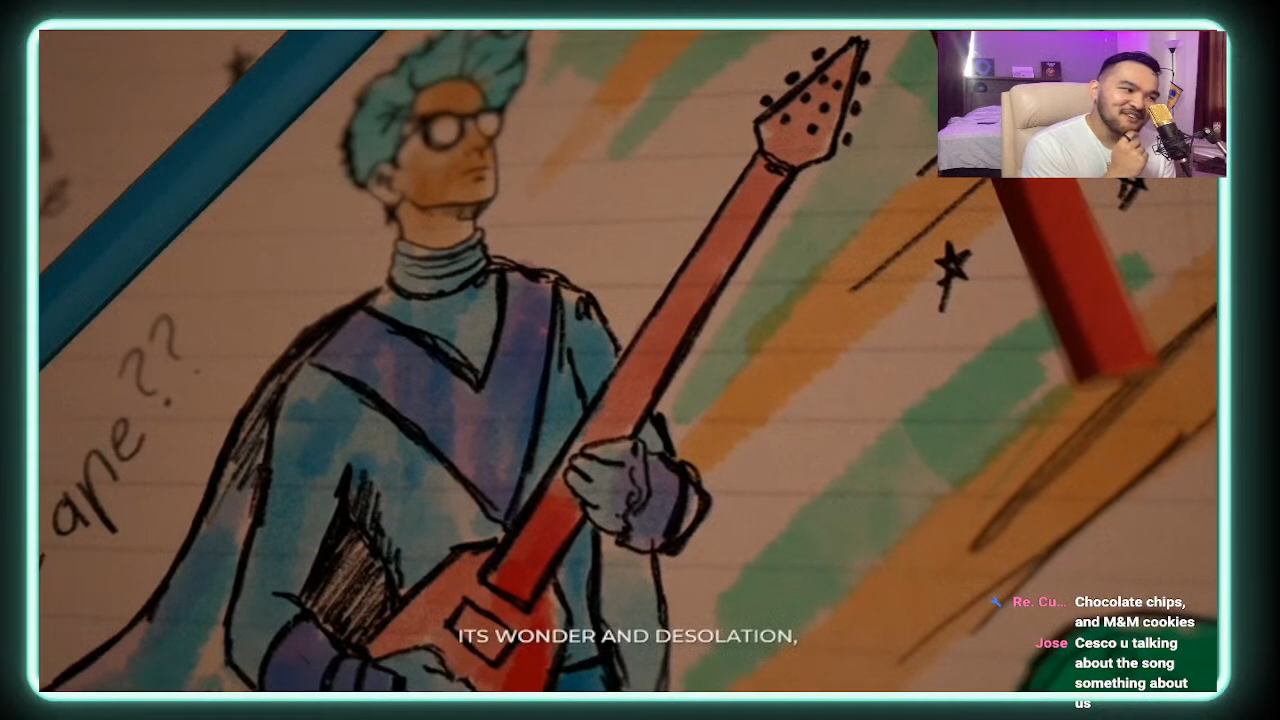 ape??
ITS WONDER AND DESOLATION,
Re. Cu... Chocolate chips,
and M&M cookies
Jose Cesco u talking
about the song
something about
us